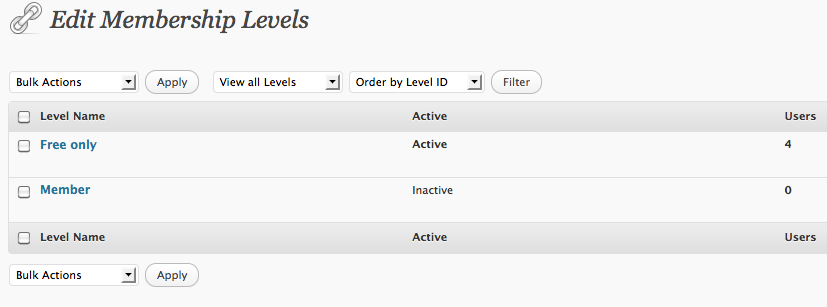 Edit Membership Levels
Bulk Actions Apply View all Levels Order by Level ID Filter
Level Name Active Users
Free only Active 4
Member Inactive 0
Level Name Active Users
Bulk Actions Apply